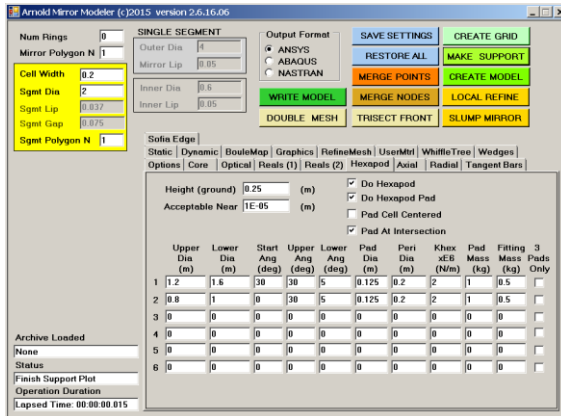 Arnold Mirror Modeler (c)2015 version 2.6.16.06
Num Rings 0
Mirror Polygon N 1
Cell Width 0.2
Sgmt Dia 2
Sgmt Lip 0.037
Sgmt Gap 0.075
Sgmt Polygon N 1
SINGLE SEGMENT
Outer Dia 4
Mirror Lip 0.05
Inner Dia 0.6
Inner Lip 0.05
Output Format
ANSYS
ABAQUS
NASTRAN
WRITE MODEL
DOUBLE MESH
SAVE SETTINGS
CREATE GRID
RESTORE ALL
MAKE SUPPORT
MERGE POINTS
CREATE MODEL
MERGE NODES
LOCAL REFINE
TRISECT FRONT
SLUMP MIRROR
Sofia Edge
Static Dynamic BouleMap Graphics RefineMesh UserMtrl WhiffleTree Wedges
Options Core Optical Reals (1) Reals (2) Hexapod Axial Radial Tangent Bars
Height (ground) 0.25 (m)
Acceptable Near 1E-05 (m)
Do Hexapod
Do Hexapod Pad
Pad Cell Centered
Pad At Intersection
Upper Lower Start Upper Lower Pad Peri Khex Pad Fitting 3
Dia Dia Ang Ang Ang Dia Dia xE6 Mass Mass Pads
(m) (m) (deg) (deg) (deg) (m) (m) (N/m) (kg) (kg) Only
1 1.2 1.6 30 30 5 0.125 0.2 2 1 0.5
2 0.8 1 0 30 5 0.125 0.2 2 1 0.5
3 0 0 0 0 0 0 0 0 0 0
4 0 0 0 0 0 0 0 0 0 0
5 0 0 0 0 0 0 0 0 0 0
6 0 0 0 0 0 0 0 0 0 0
Archive Loaded
None
Status
Finish Support Plot
Operation Duration
Lapsed Time: 00:00:00.015